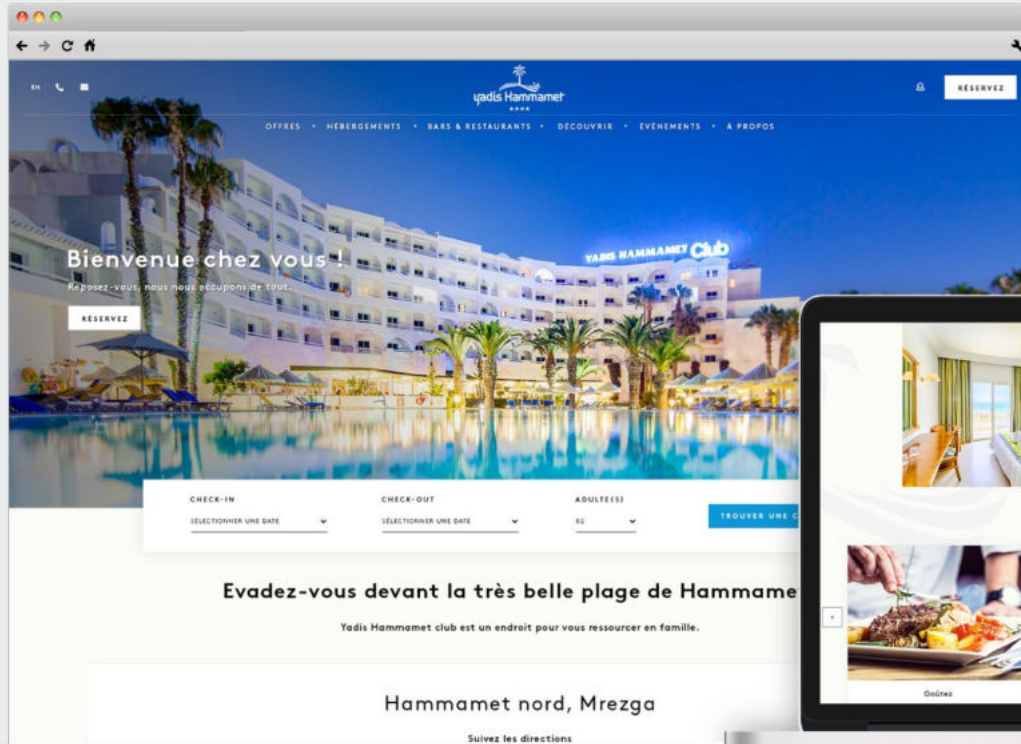 EN
yadis Hammamet
RÉSERVEZ
OFFRES • HÉBERGEMENTS • BARS & RESTAURANTS • DÉCOUVRIR • ÉVÉNEMENTS • À PROPOS
YADIS HAMMAMET Club
Bienvenue chez vous !
Reposez-vous, nous nous occupons de tout.
RÉSERVEZ
CHECK-IN
CHECK-OUT
ADULTE(S)
SÉLECTIONNER UNE DATE
SÉLECTIONNER UNE DATE
02
TROUVER UNE C
Evadez-vous devant la très belle plage de Hammame
Yadis Hammamet club est un endroit pour vous ressourcer en famille.
Hammamet nord, Mrezga
Suivez les directions
Goûtez